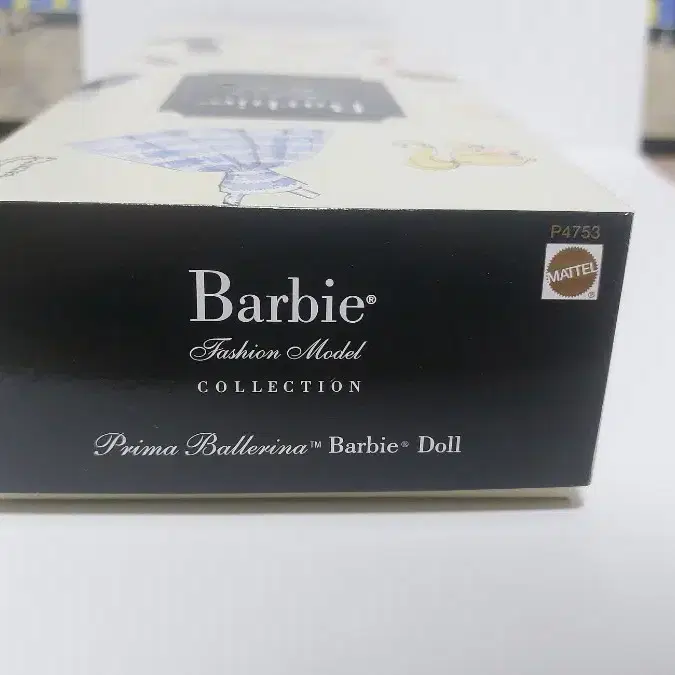 P4753
MATTEL
®
Barbie®
Fashion Model
COLLECTION
Prima Ballerina™ Barbie® Doll